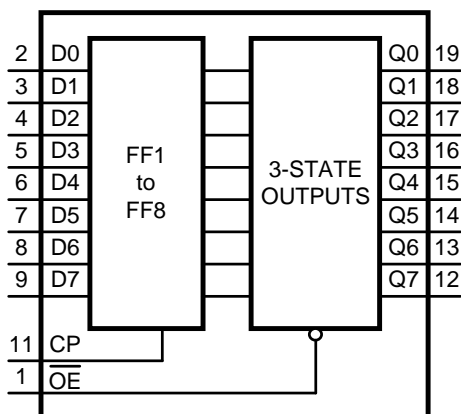 2 D0 Q0 19
3 D1 Q1 18
4 D2 Q2 17
5 D3 Q3 16
6 D4 Q4 15
7 D5 Q5 14
8 D6 Q6 13
9 D7 Q7 12
FF1
to
FF8
3-STATE
OUTPUTS
11 CP
1 O̅E̅